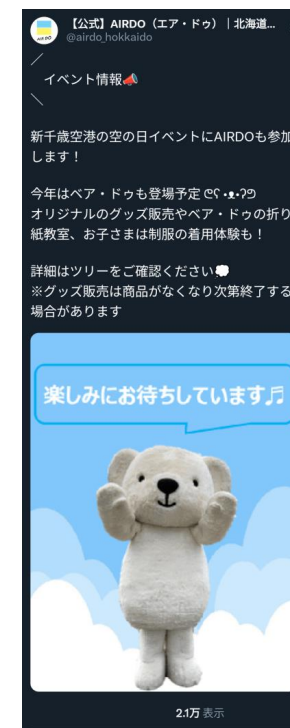 【公式】AIRDO（エア・ドゥ）｜北海道...
@airdo_hokkaido
／
イベント情報📣
＼
新千歳空港の空の日イベントにAIRDOも参加
します！
今年はベア・ドゥも登場予定 ᘛʕ･ᴥ･ʔᘚ
オリジナルのグッズ販売やベア・ドゥの折り
紙教室、お子さまは制服の着用体験も！
詳細はツリーをご確認ください💭
※グッズ販売は商品がなくなり次第終了する
場合があります
楽しみにお待ちしています♬
2.1万 表示